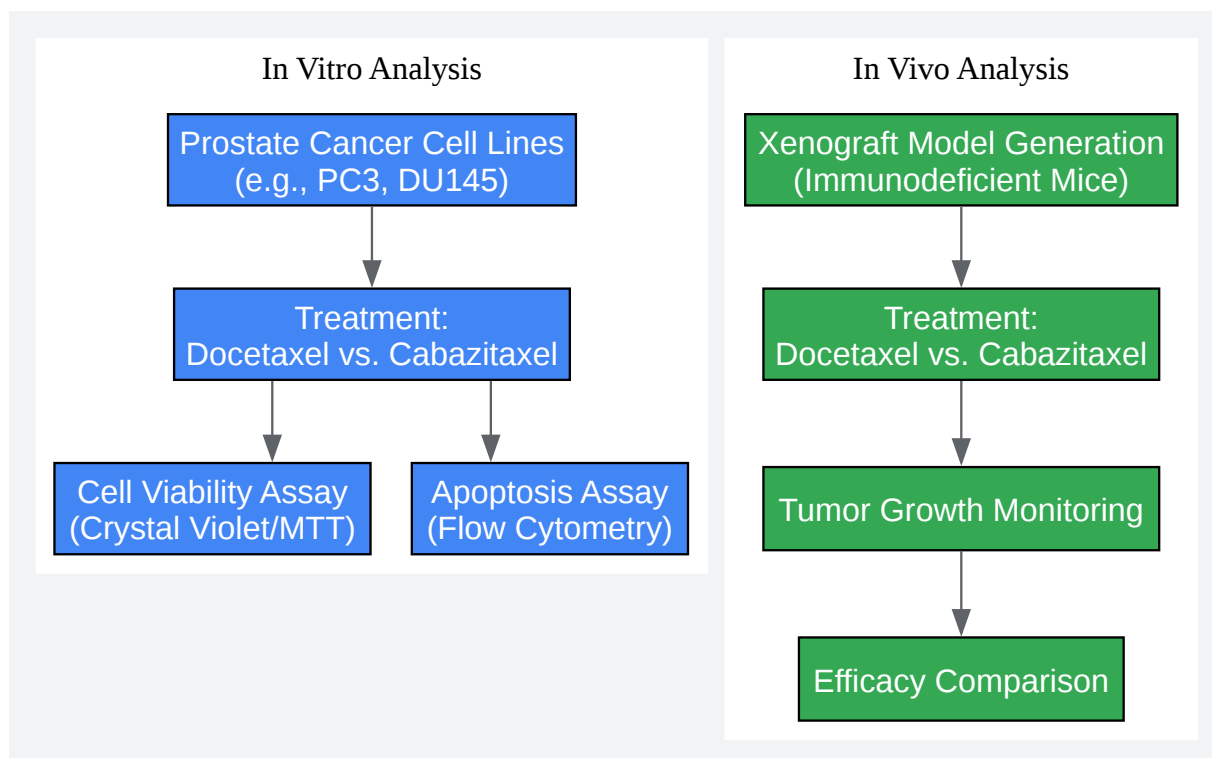 In Vitro Analysis
Prostate Cancer Cell Lines
(e.g., PC3, DU145)
Treatment:
Docetaxel vs. Cabazitaxel
Cell Viability Assay
(Crystal Violet/MTT)
Apoptosis Assay
(Flow Cytometry)
In Vivo Analysis
Xenograft Model Generation
(Immunodeficient Mice)
Treatment:
Docetaxel vs. Cabazitaxel
Tumor Growth Monitoring
Efficacy Comparison